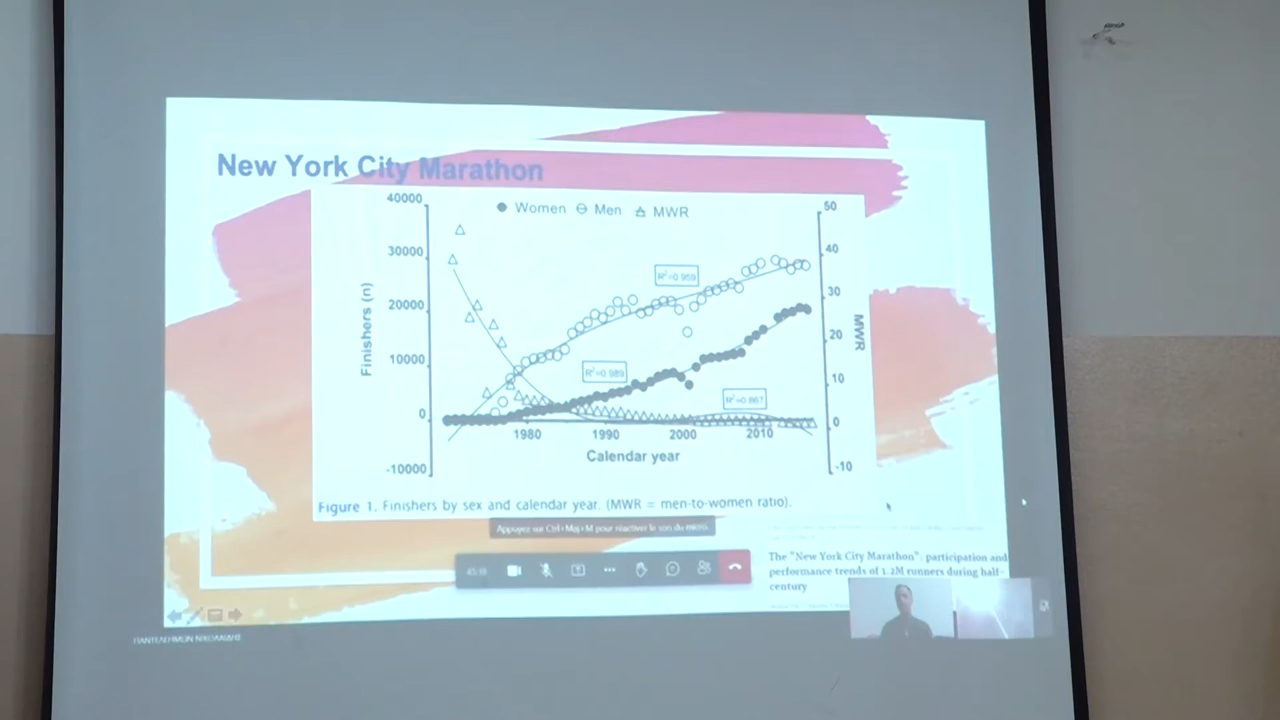 New York City Marathon
40000
30000
20000
10000
0
-10000
Finishers (n)
Women Men MWR
R²=0.959
R²=0.989
R²=0.867
50
40
30
20
10
0
-10
MWR
1980 1990 2000 2010
Calendar year
Figure 1. Finishers by sex and calendar year. (MWR = men-to-women ratio).
Appuyez sur Ctrl+Maj+M pour réactiver le son du micro.
The "New York City Marathon": participation and
performance trends of 1.2M runners during half-
century